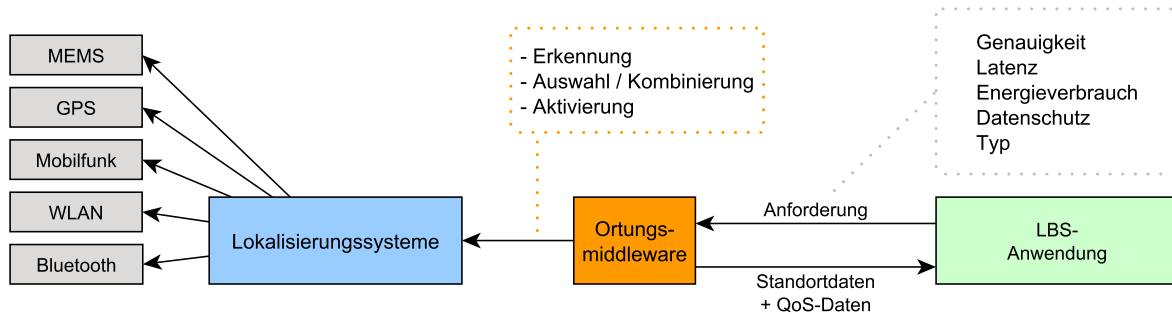 MEMS
GPS
Mobilfunk
WLAN
Bluetooth
Lokalisierungssysteme
- Erkennung
- Auswahl / Kombinierung
- Aktivierung
Ortungs-
middleware
Anforderung
Standortdaten
+ QoS-Daten
Genauigkeit
Latenz
Energieverbrauch
Datenschutz
Typ
LBS-
Anwendung